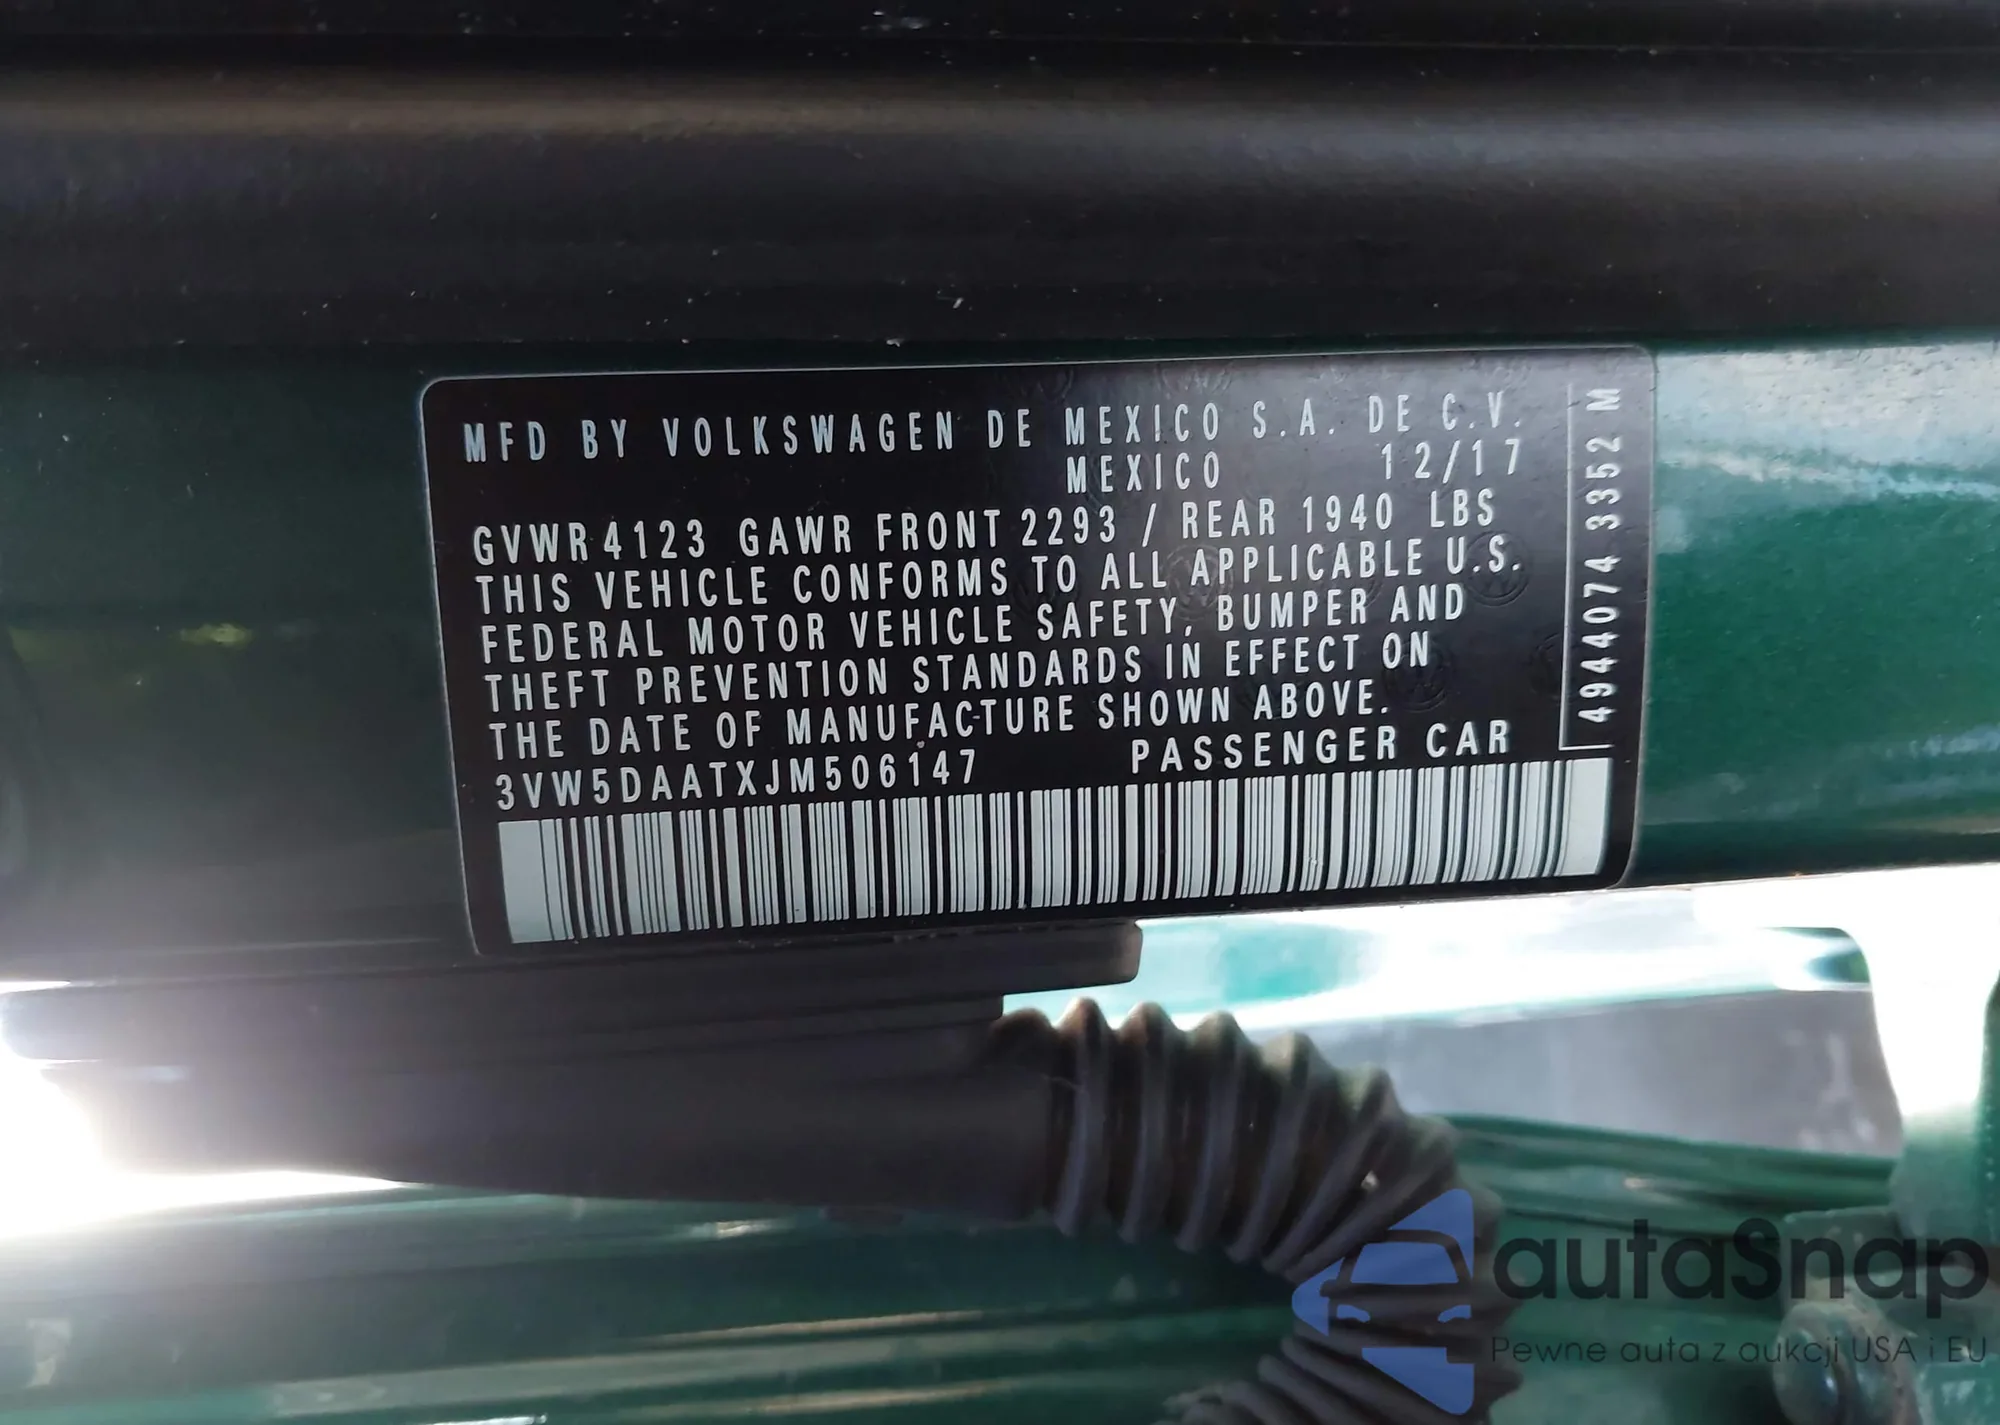 MFD BY VOLKSWAGEN DE MEXICO S.A. DE C.V.
MEXICO 12/17
GVWR 4123 GAWR FRONT 2293 / REAR 1940 LBS
THIS VEHICLE CONFORMS TO ALL APPLICABLE U.S.
FEDERAL MOTOR VEHICLE SAFETY, BUMPER AND
THEFT PREVENTION STANDARDS IN EFFECT ON
THE DATE OF MANUFACTURE SHOWN ABOVE.
3VW5DAATXJM506147 PASSENGER CAR
4944074 3352 M
autaSnap
Pewne auta z aukcji USA i EU